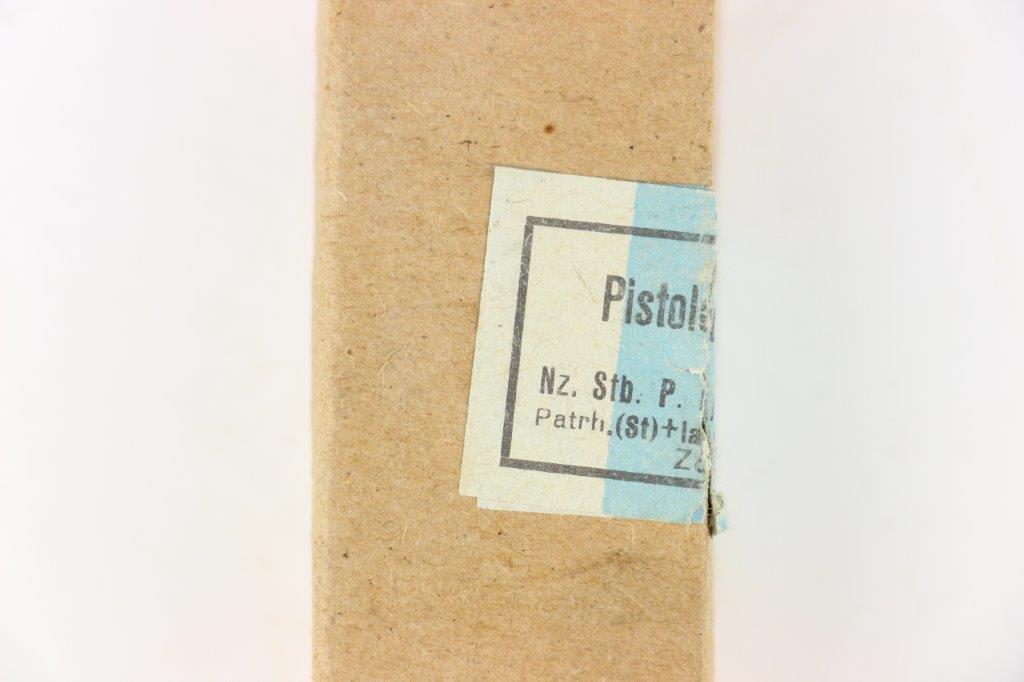 Pistole
Nz. Stb. P.
Patrh.(St)+la
Z